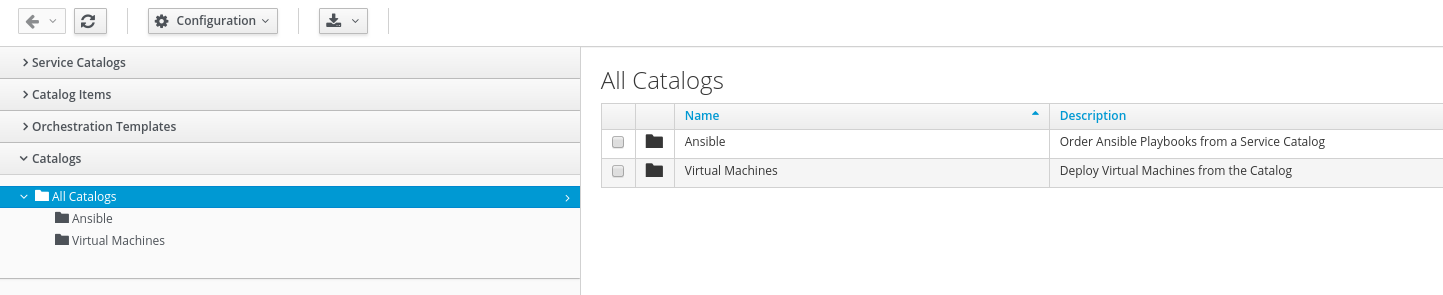 Configuration
Service Catalogs
Catalog Items
Orchestration Templates
Catalogs
All Catalogs
Ansible
Virtual Machines
All Catalogs
Name Description
Ansible Order Ansible Playbooks from a Service Catalog
Virtual Machines Deploy Virtual Machines from the Catalog